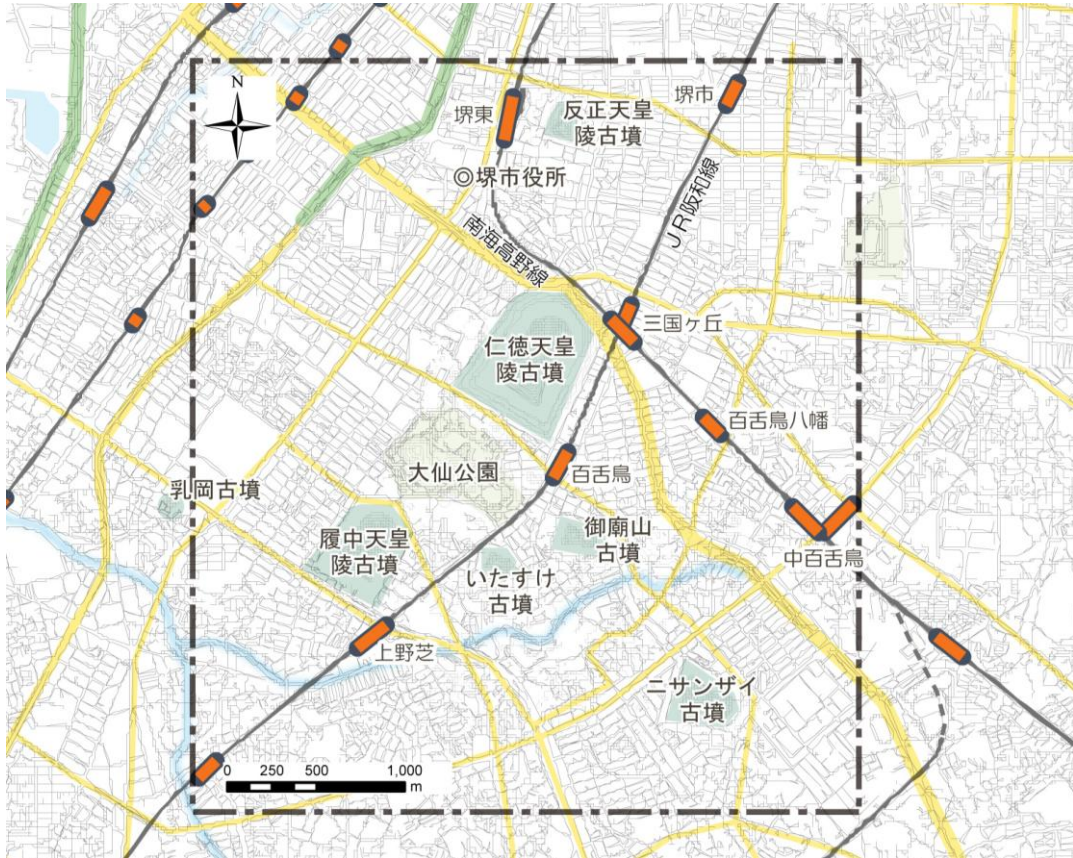 N
堺市
堺東
反正天皇
陵古墳
◎堺市役所
JR阪和線
南海高野線
三国ヶ丘
仁徳天皇
陵古墳
百舌鳥八幡
大仙公園
百舌鳥
乳岡古墳
履中天皇
陵古墳
御廟山
古墳
中百舌鳥
いたすけ
古墳
上野芝
ニサンザイ
古墳
0 250 500 1,000
m